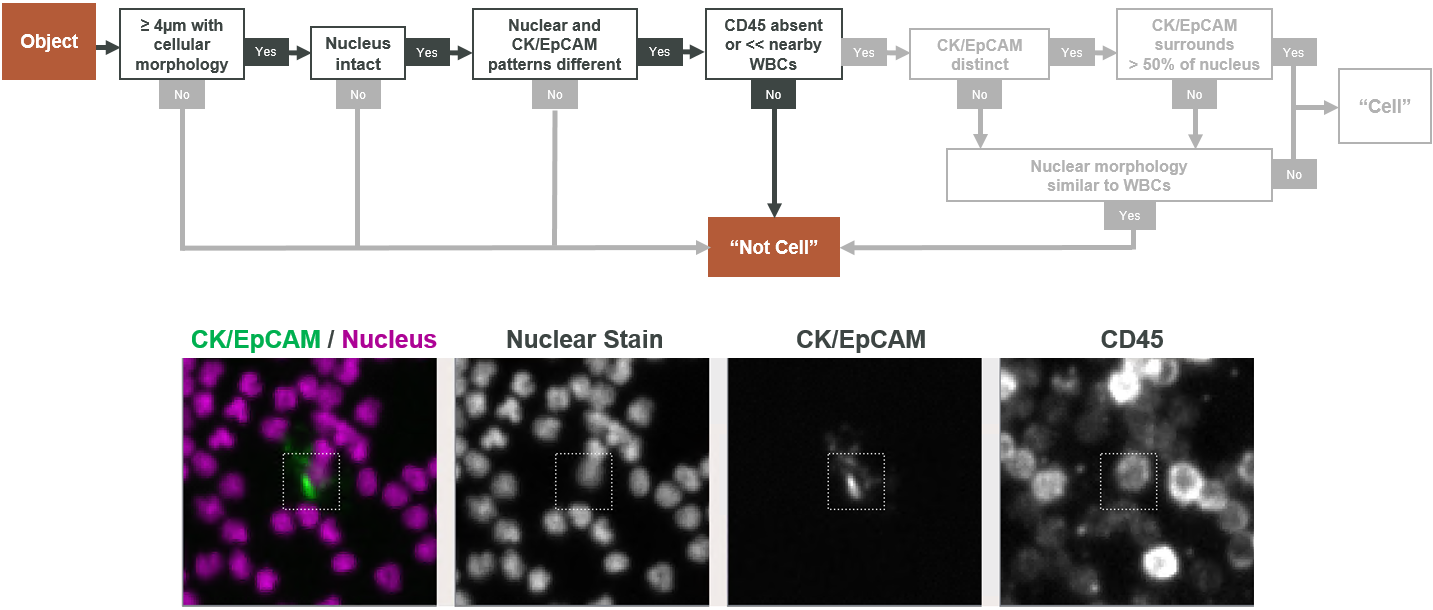 Object
≥ 4µm with
cellular
morphology
Yes
No
Nucleus
intact
Yes
No
Nuclear and
CK/EpCAM
patterns different
Yes
No
CD45 absent
or << nearby
WBCs
Yes
No
CK/EpCAM
distinct
Yes
No
CK/EpCAM
surrounds
> 50% of nucleus
Yes
No
“Cell”
Nuclear morphology
similar to WBCs
No
Yes
“Not Cell”
CK/EpCAM / Nucleus
Nuclear Stain
CK/EpCAM
CD45